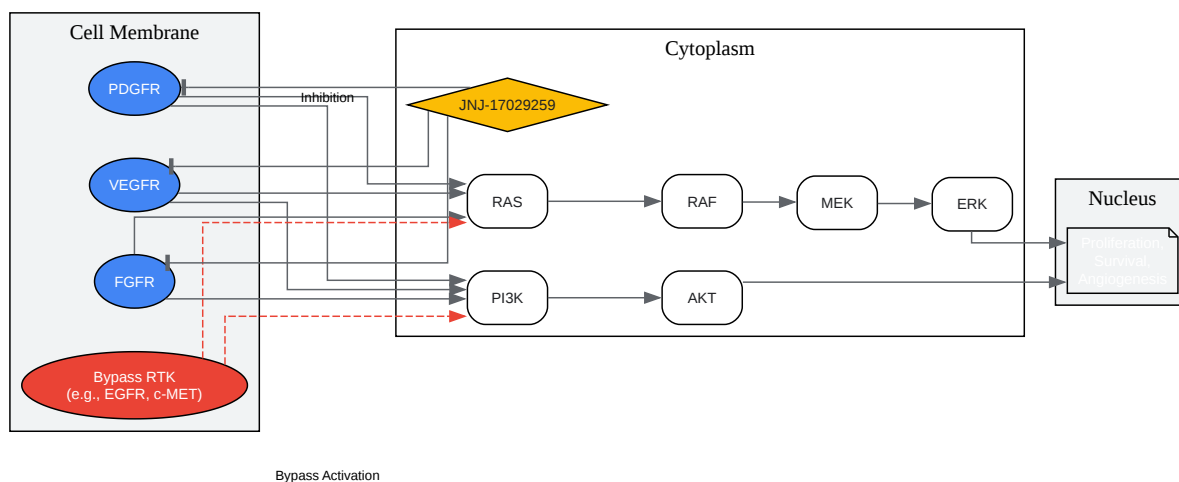 Cell Membrane
PDGFR
VEGFR
FGFR
Bypass RTK
(e.g., EGFR, c-MET)
Inhibition
Cytoplasm
JNJ-17029259
RAS
RAF
MEK
ERK
PI3K
AKT
Nucleus
Proliferation,
Survival,
Angiogenesis
Bypass Activation